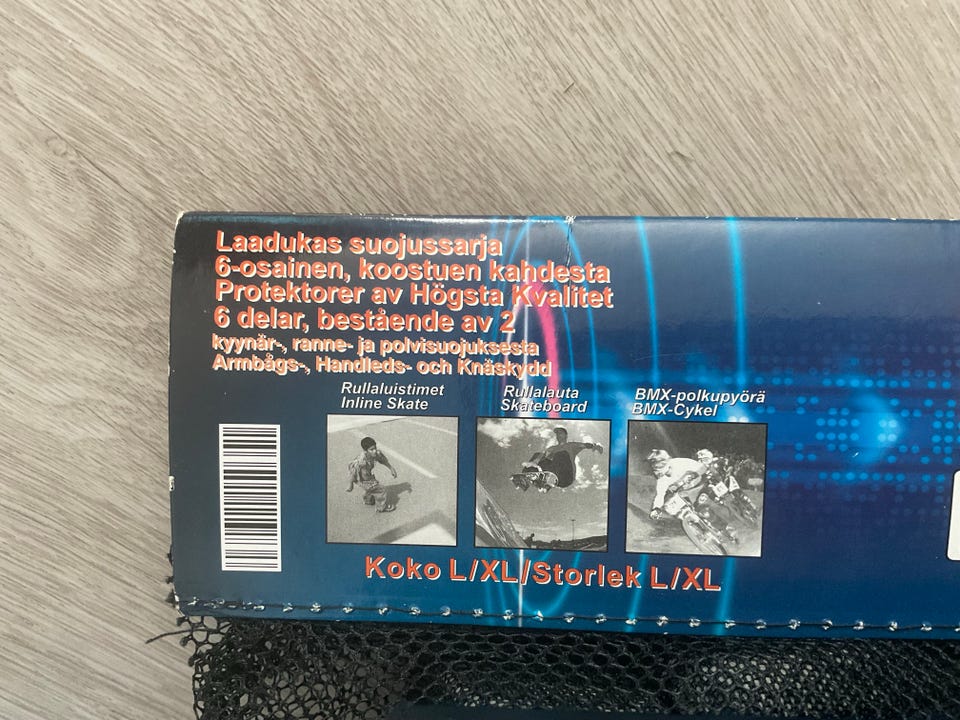 Laadukas suojussarja
6-osainen, koostuen kahdesta
Protektorer av Högsta Kvalitet
6 delar, bestående av 2
kyynär-, ranne- ja polvisuojuksesta
Armbågs-, Handleds- och Knäskydd
Rullaluistimet
Inline Skate
Rullalauta
Skateboard
BMX-polkupyörä
BMX-Cykel
Koko L/XL/Storlek L/XL